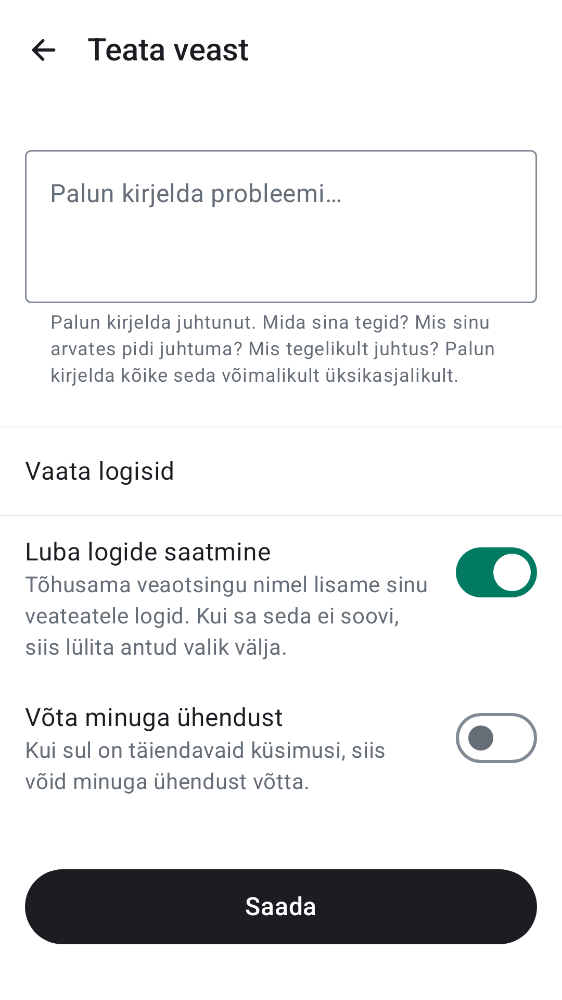 Teata veast
Palun kirjelda probleemi…
Palun kirjelda juhtunut. Mida sina tegid? Mis sinu
arvates pidi juhtuma? Mis tegelikult juhtus? Palun
kirjelda kõike seda võimalikult üksikasjalikult.
Vaata logisid
Luba logide saatmine
Tõhusama veaotsingu nimel lisame sinu
veateatele logid. Kui sa seda ei soovi,
siis lülita antud valik välja.
Võta minuga ühendust
Kui sul on täiendavaid küsimusi, siis
võid minuga ühendust võtta.
Saada